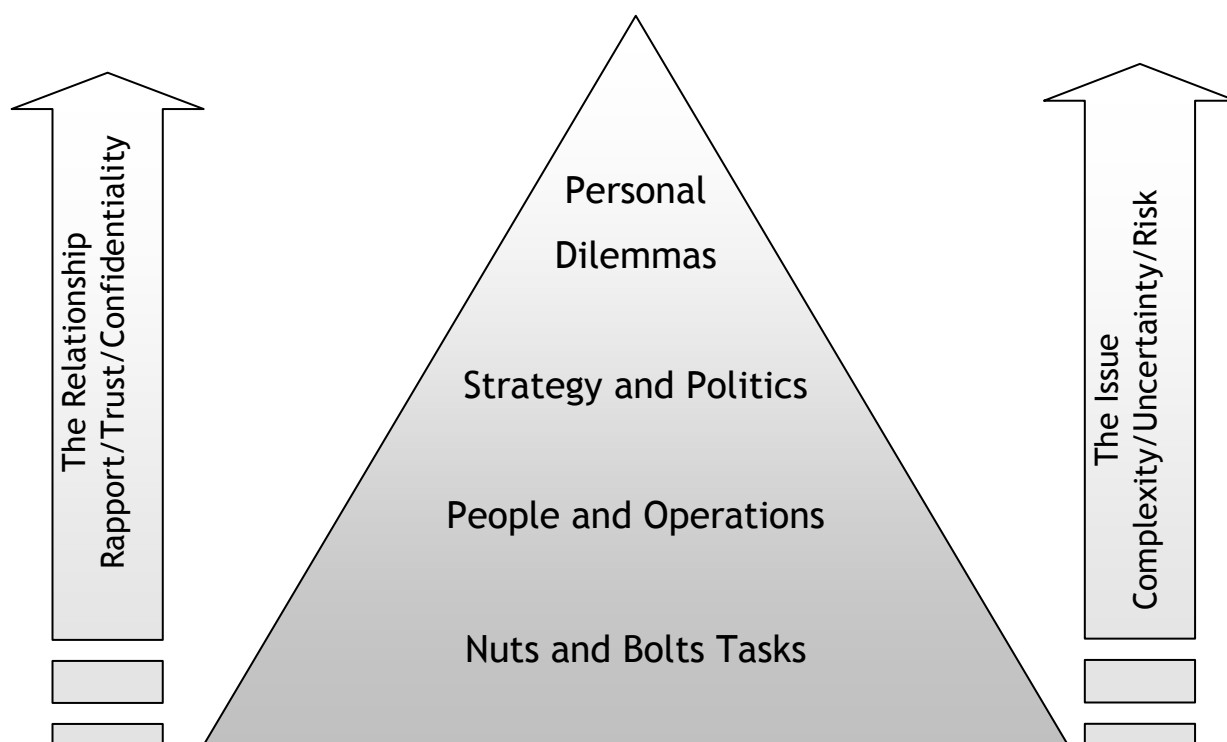 The Relationship
Rapport/Trust/Confidentiality
Personal
Dilemmas
Strategy and Politics
People and Operations
Nuts and Bolts Tasks
The Issue
Complexity/Uncertainty/Risk